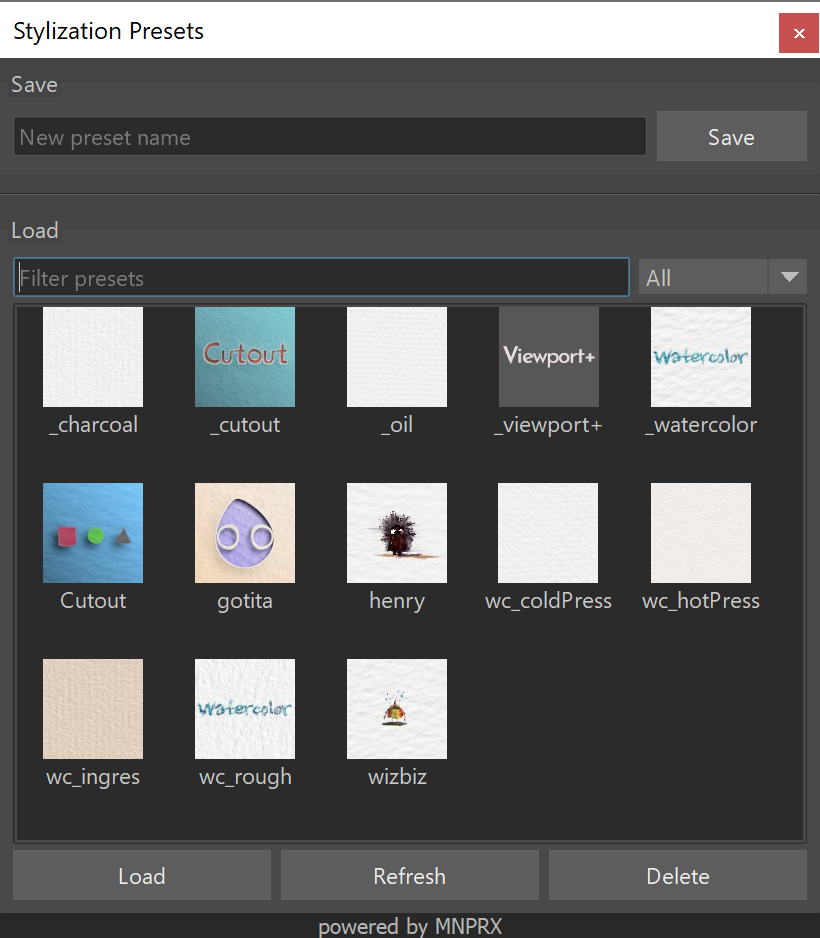 Stylization Presets
Save
New preset name
Save
Load
Filter presets
All
Cutout
Viewport+
Watercolor
_charcoal
_cutout
_oil
_viewport+
_watercolor
Cutout
gotita
henry
wc_coldPress
wc_hotPress
Watercolor
wc_ingres
wc_rough
wizbiz
Load
Refresh
Delete
powered by MNPRX